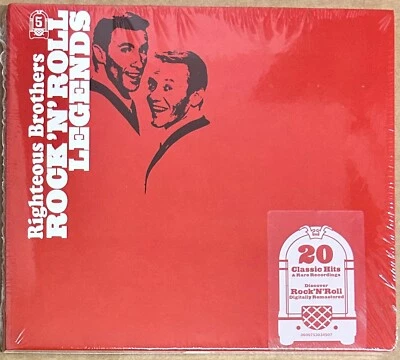 Righteous Brothers
ROCK 'N' ROLL
LEGENDS
20
Classic Hits
& Rare Recordings
Discover
Rock'N'Roll
Digitally Remastered